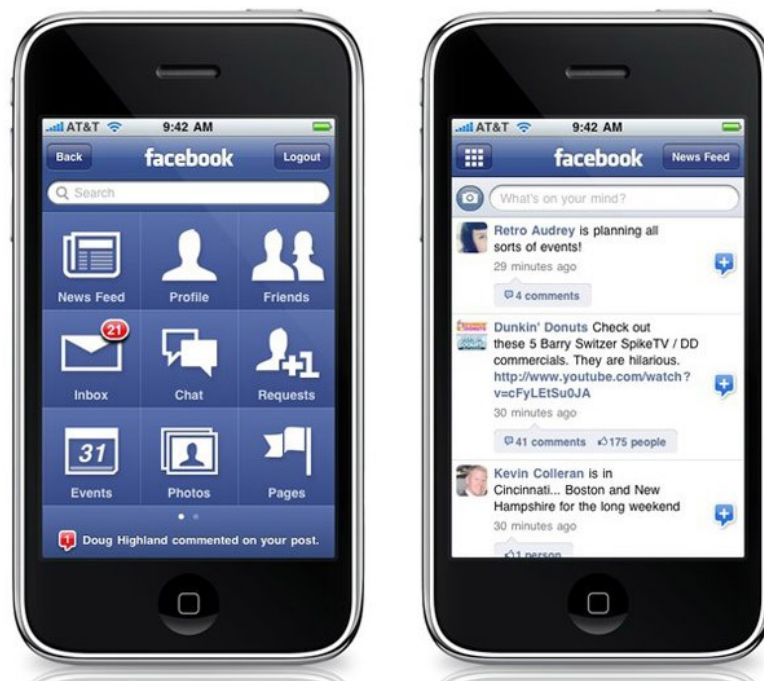 AT&T 9:42 AM
Back facebook Logout
Search
News Feed Profile Friends
21
Inbox Chat Requests
+1
31
Events Photos Pages
1 Doug Highland commented on your post.
AT&T 9:42 AM
facebook News Feed
What's on your mind?
Retro Audrey is planning all
sorts of events!
29 minutes ago
4 comments
Dunkin' Donuts Check out
these 5 Barry Switzer SpikeTV / DD
commercials. They are hilarious.
http://www.youtube.com/watch?
v=cFyLEtSu0JA
30 minutes ago
41 comments 175 people
Kevin Colleran is in
Cincinnati... Boston and New
Hampshire for the long weekend
30 minutes ago
1 person